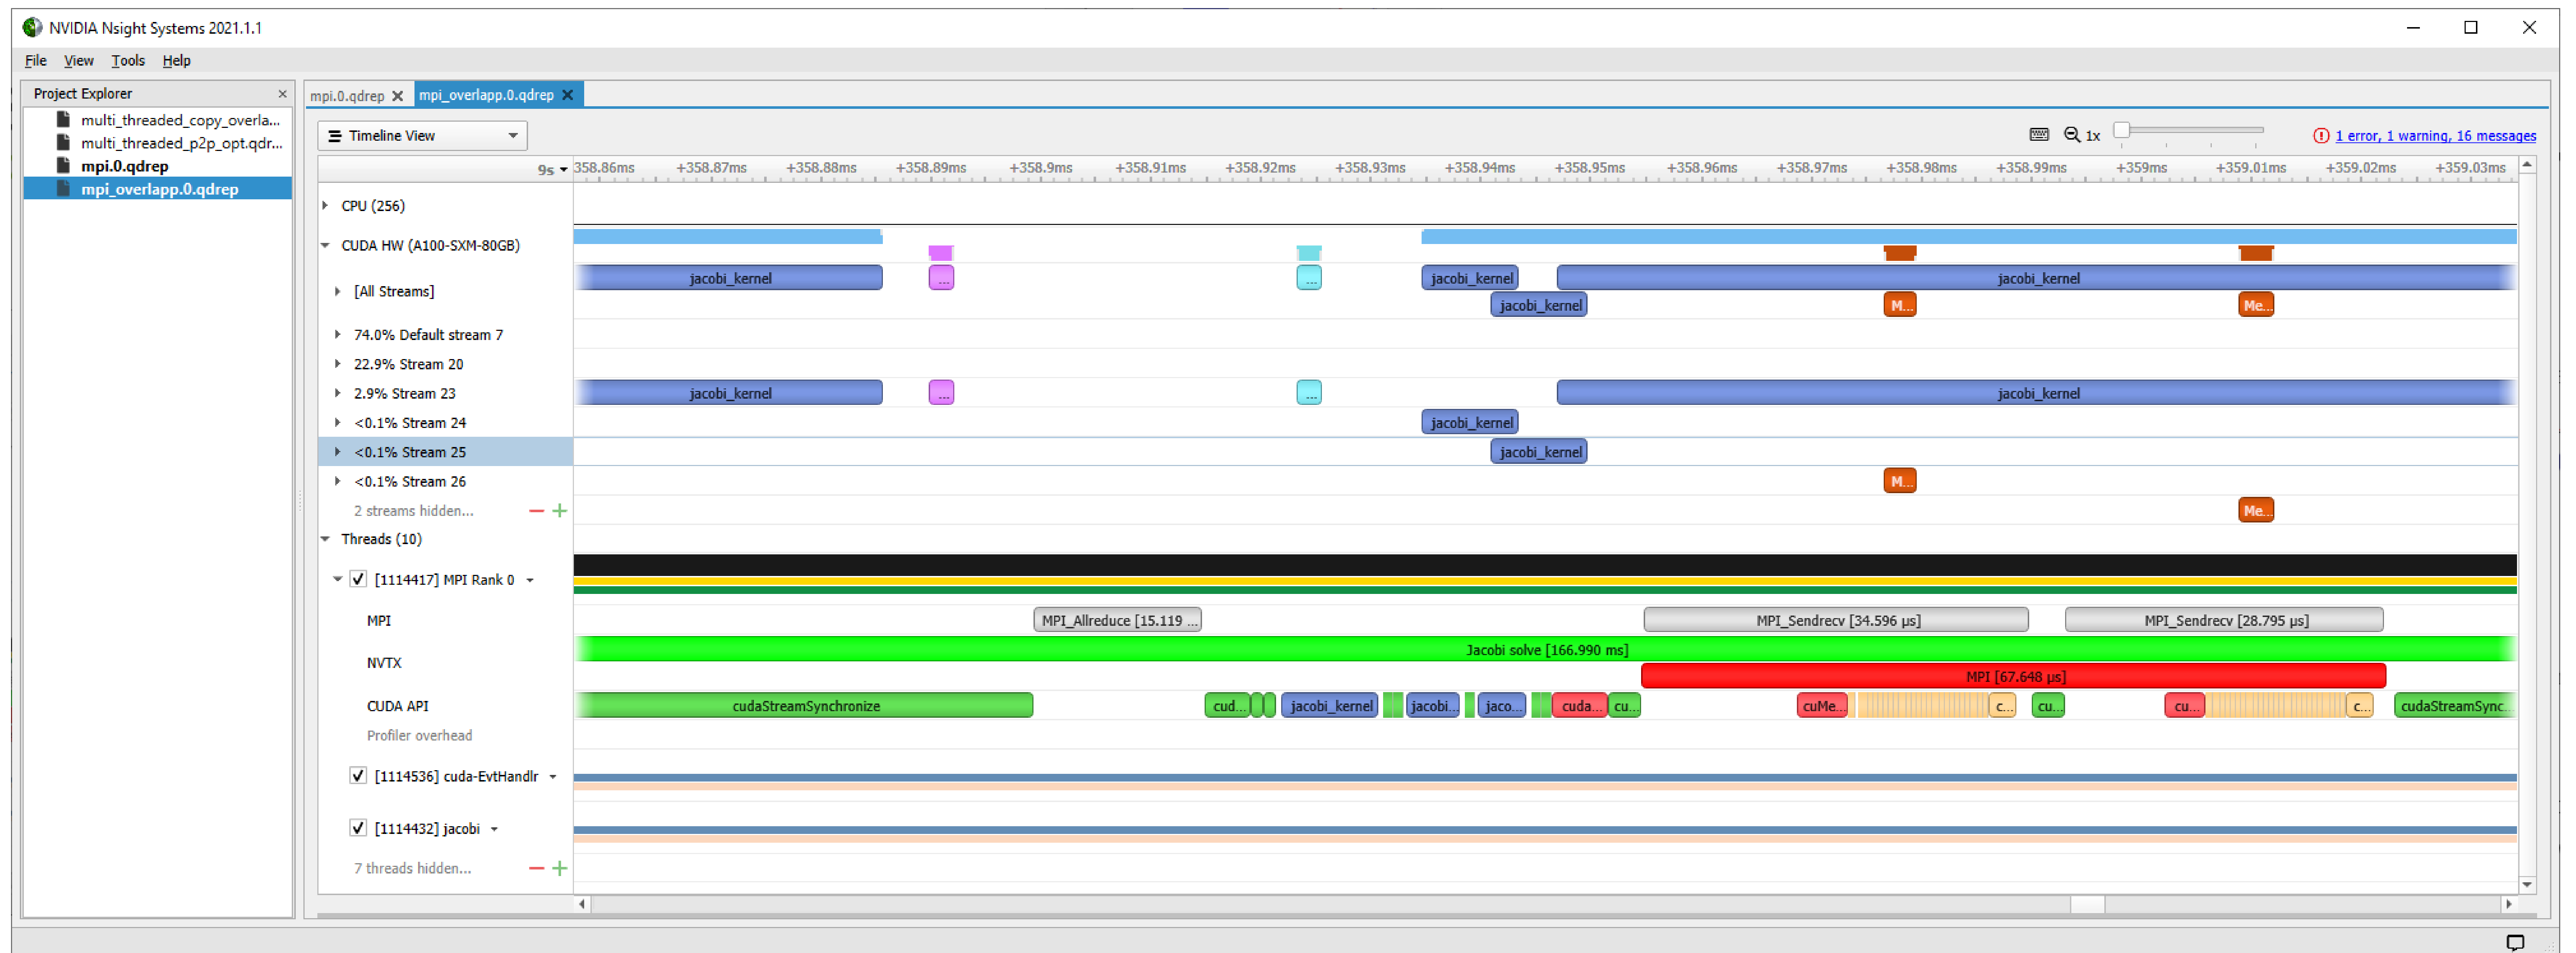 NVIDIA Nsight Systems 2021.1.1
File View Tools Help
Project Explorer
multi_threaded_copy_overla...
multi_threaded_p2p_opt.qdr...
mpi.0.qdrep
mpi_overlapp.0.qdrep
mpi.0.qdrep mpi_overlapp.0.qdrep
Timeline View
1x
1 error, 1 warning, 16 messages
9s 358.86ms +358.87ms +358.88ms +358.89ms +358.9ms +358.91ms +358.92ms +358.93ms +358.94ms +358.95ms +358.96ms +358.97ms +358.98ms +358.99ms +359ms +359.01ms +359.02ms +359.03ms
CPU (256)
CUDA HW (A100-SXM-80GB)
[All Streams] jacobi_kernel ... ... jacobi_kernel jacobi_kernel
jacobi_kernel M... Me...
74.0% Default stream 7
22.9% Stream 20
2.9% Stream 23 jacobi_kernel ... ... jacobi_kernel
<0.1% Stream 24 jacobi_kernel
<0.1% Stream 25 jacobi_kernel
<0.1% Stream 26 M...
2 streams hidden... Me...
Threads (10)
[1114417] MPI Rank 0
MPI MPI_Allreduce [15.119 ... MPI_Sendrecv [34.596 µs] MPI_Sendrecv [28.795 µs]
NVTX Jacobi solve [166.990 ms]
MPI [67.648 µs]
CUDA API cudaStreamSynchronize cud... jacobi_kernel jacobi... jaco... cuda... cu... cuMe... c... cu... cu... c... cudaStreamSync...
Profiler overhead
[1114536] cuda-EvtHandlr
[1114432] jacobi
7 threads hidden...